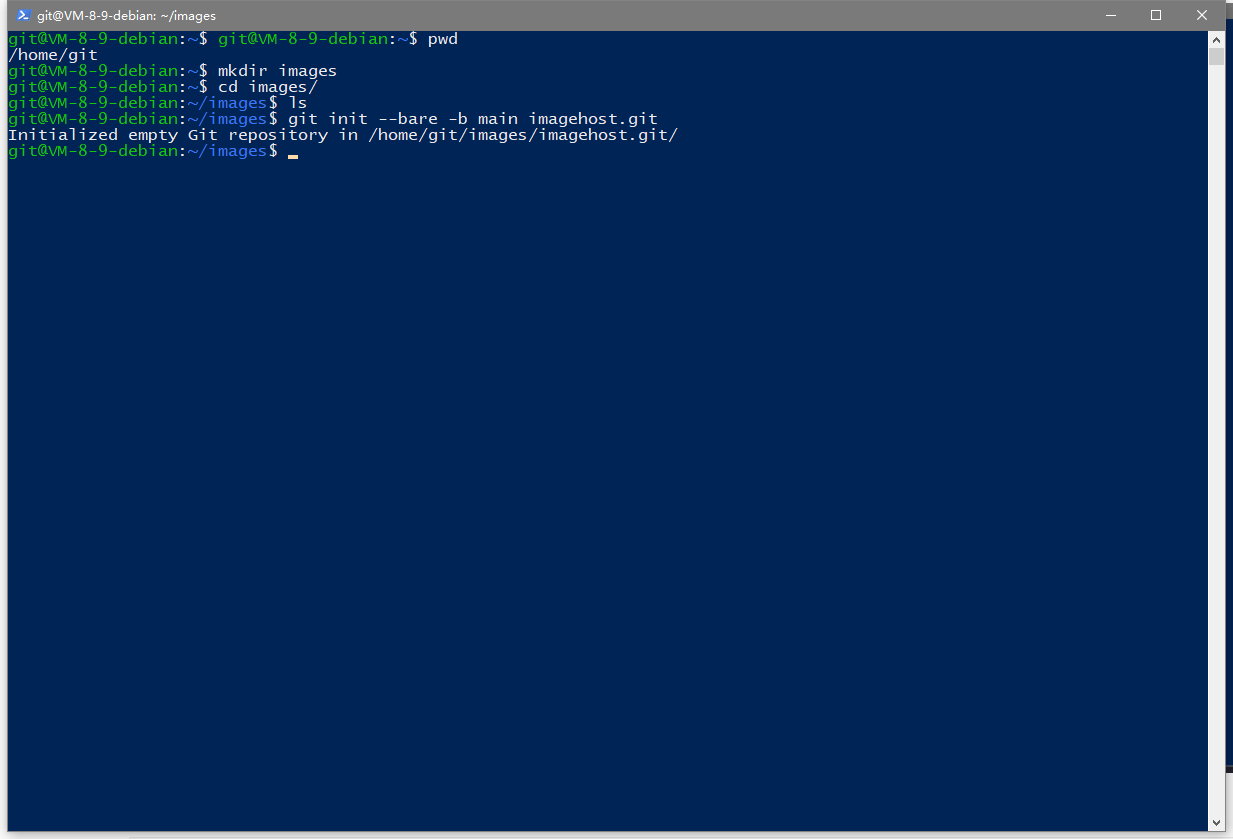 git@VM-8-9-debian: ~/images
git@VM-8-9-debian:~$ git@VM-8-9-debian:~$ pwd
/home/git
git@VM-8-9-debian:~$ mkdir images
git@VM-8-9-debian:~$ cd images/
git@VM-8-9-debian:~/images$ ls
git@VM-8-9-debian:~/images$ git init --bare -b main imagehost.git
Initialized empty Git repository in /home/git/images/imagehost.git/
git@VM-8-9-debian:~/images$